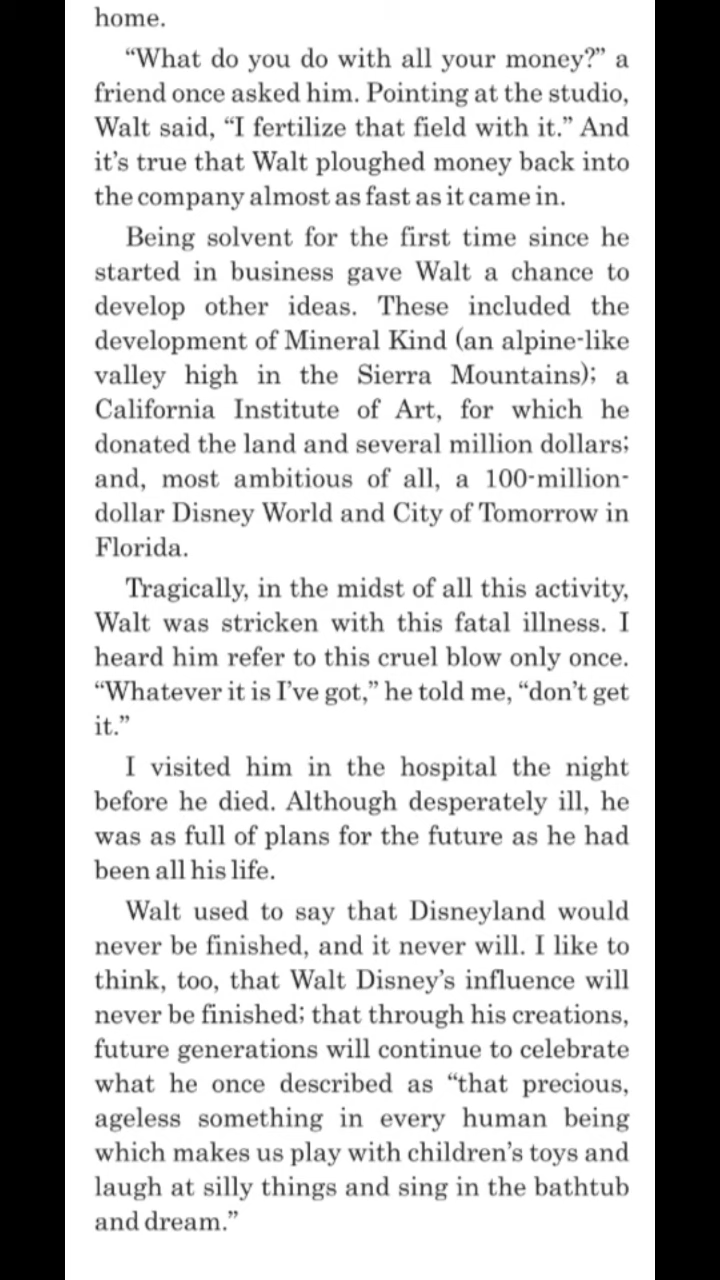 home.
“What do you do with all your money?” a
friend once asked him. Pointing at the studio,
Walt said, “I fertilize that field with it.” And
it’s true that Walt ploughed money back into
the company almost as fast as it came in.
Being solvent for the first time since he
started in business gave Walt a chance to
develop other ideas. These included the
development of Mineral Kind (an alpine-like
valley high in the Sierra Mountains); a
California Institute of Art, for which he
donated the land and several million dollars;
and, most ambitious of all, a 100-million-
dollar Disney World and City of Tomorrow in
Florida.
Tragically, in the midst of all this activity,
Walt was stricken with this fatal illness. I
heard him refer to this cruel blow only once.
“Whatever it is I’ve got,” he told me, “don’t get
it.”
I visited him in the hospital the night
before he died. Although desperately ill, he
was as full of plans for the future as he had
been all his life.
Walt used to say that Disneyland would
never be finished, and it never will. I like to
think, too, that Walt Disney’s influence will
never be finished; that through his creations,
future generations will continue to celebrate
what he once described as “that precious,
ageless something in every human being
which makes us play with children’s toys and
laugh at silly things and sing in the bathtub
and dream.”